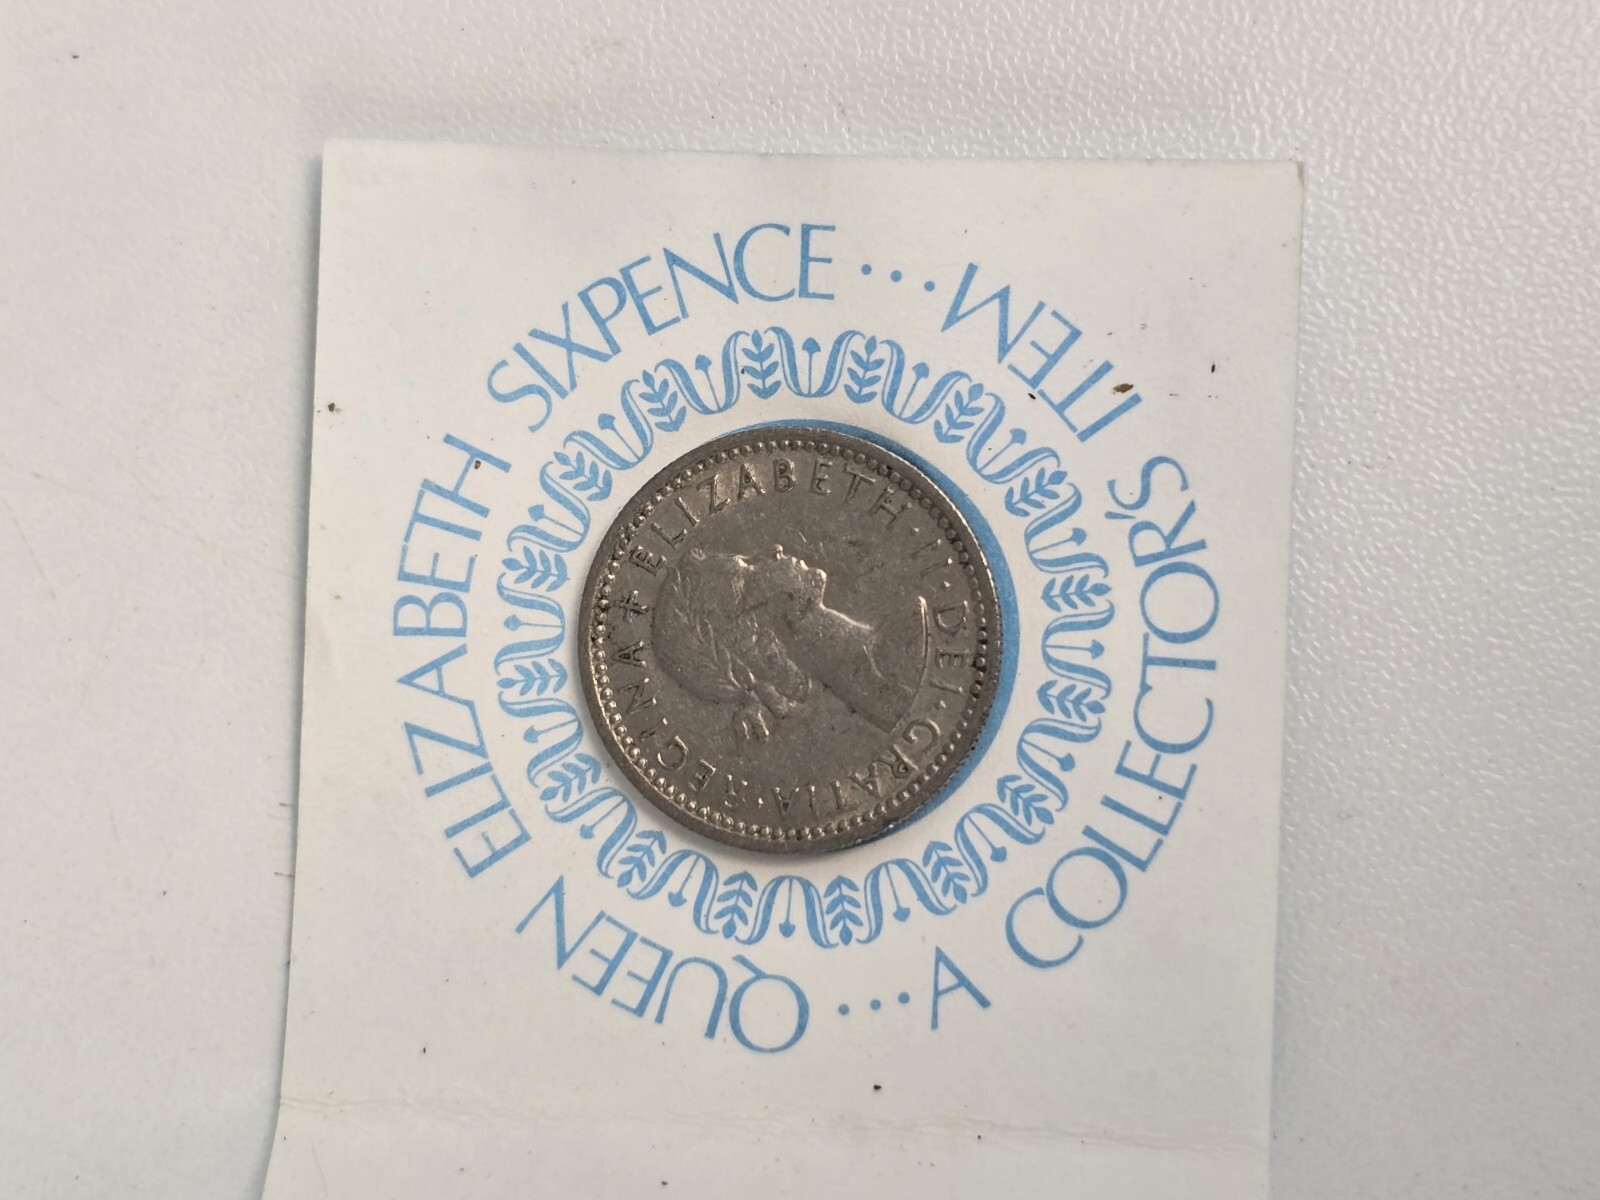 QUEEN ELIZABETH SIXPENCE... A COLLECTOR'S ITEM...
+ ELIZABETH · II · DEI · GRATIA · REGINA